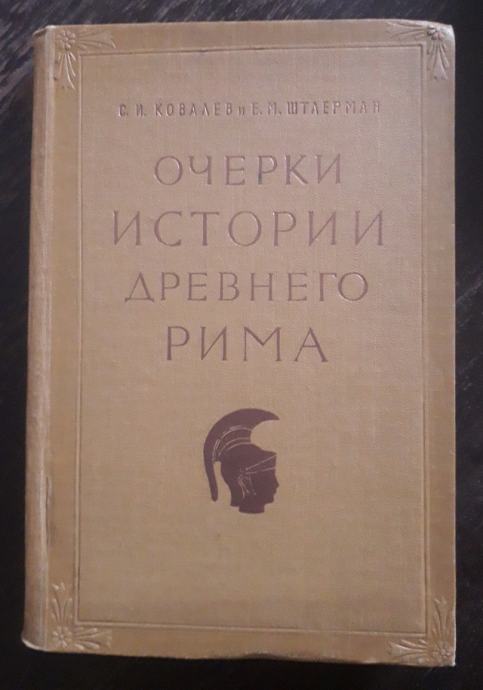 С. И. КОВАЛЕВ и Е. М. ШТАЕРМАН
ОЧЕРКИ
ИСТОРИИ
ДРЕВНЕГО
РИМА